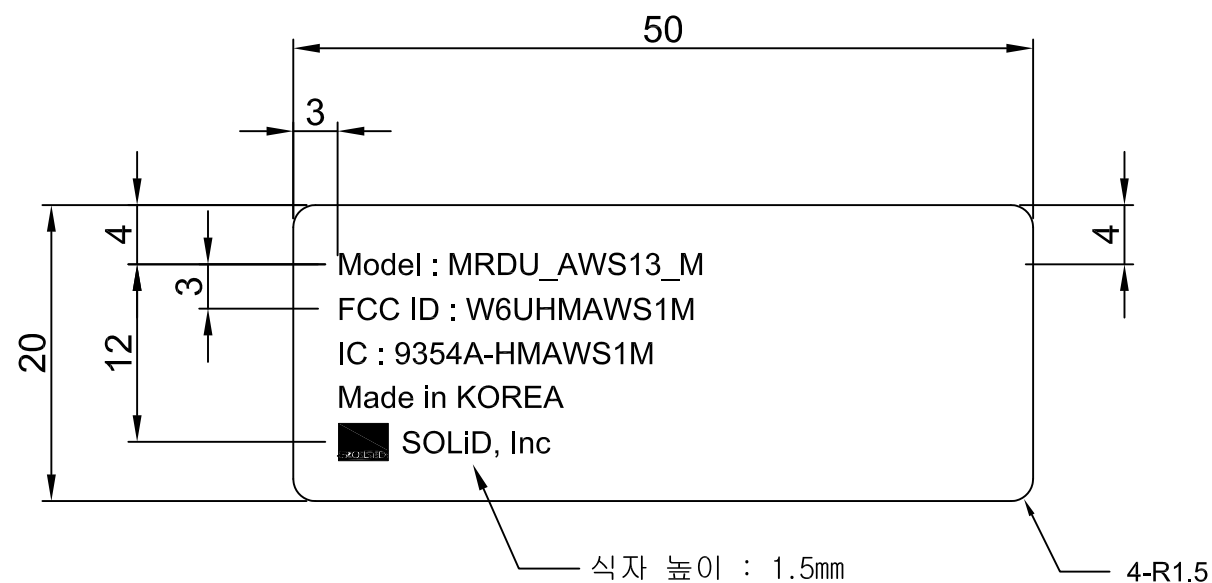 50
3
4
4
Model : MRDU_AWS13_M
3
FCC ID : W6UHMAWS1M
20
12
IC : 9354A-HMAWS1M
Made in KOREA
SOLiD, Inc
식자 높이 : 1.5mm
4-R1.5